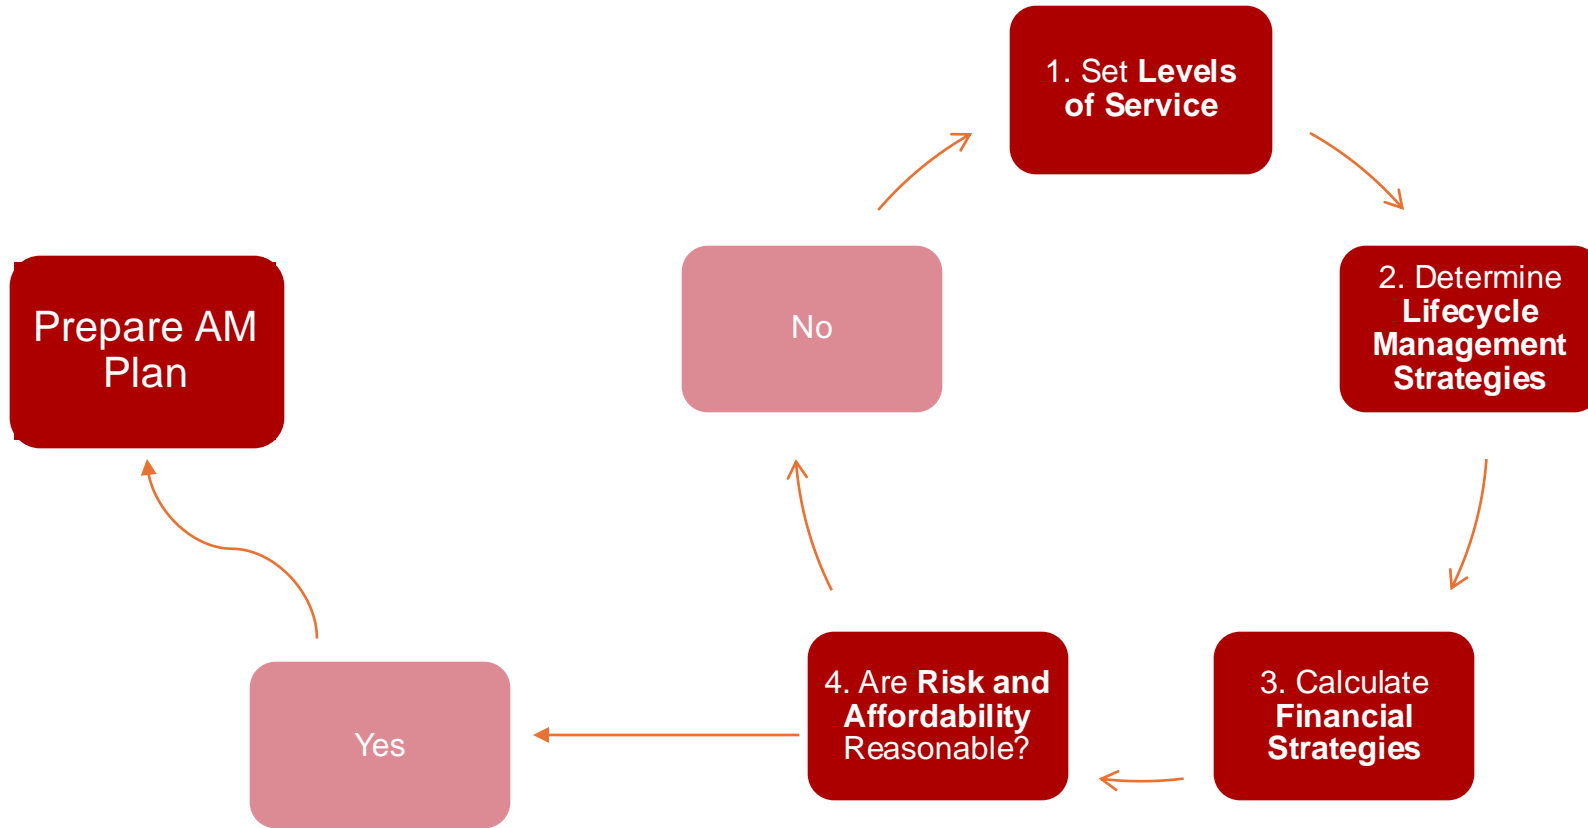 1. Set Levels
of Service
2. Determine
Lifecycle
Management
Strategies
3. Calculate
Financial
Strategies
4. Are Risk and
Affordability
Reasonable?
No
Yes
Prepare AM
Plan